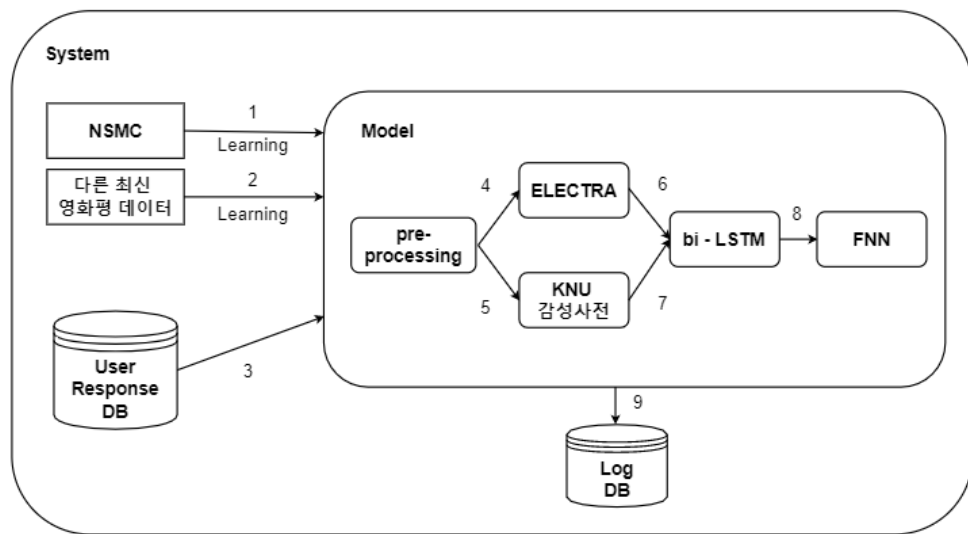 System
NSMC
1
Learning
다른 최신
영화평 데이터
2
Learning
User
Response
DB
3
Model
pre-
processing
4
5
ELECTRA
KNU
감성사전
6
7
bi - LSTM
8
FNN
9
Log
DB